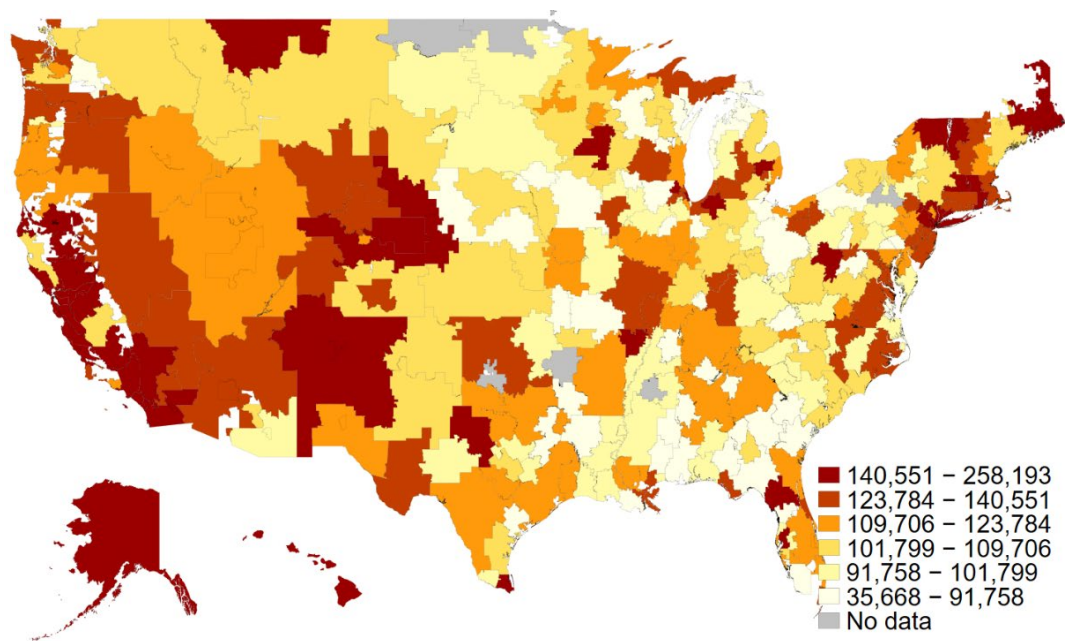 140,551 − 258,193
123,784 − 140,551
109,706 − 123,784
101,799 − 109,706
91,758 − 101,799
35,668 − 91,758
No data